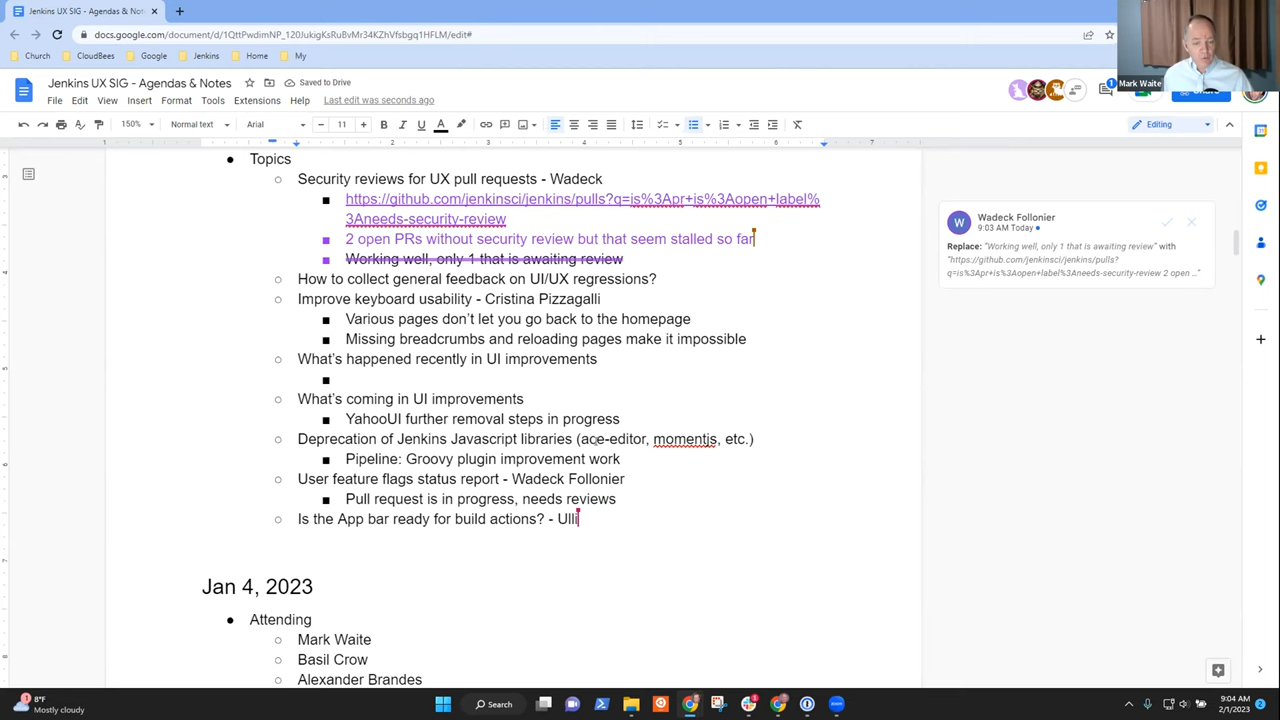 Jenkins UX SIG - Agendas & Note
docs.google.com/document/d/1QttPwdimNP_120JukigKsRuBvMr34KZhVfsbgq1HFLM/edit#
Church
CloudBees
Google
Jenkins
Home
My
Mark Waite
Jenkins UX SIG - Agendas & Notes
Saved to Drive
File Edit View Insert Format Tools Extensions Help Last edit was seconds ago
150% Normal text Arial 11 Editing
1 2 3 4 5 6 7
Topics
Security reviews for UX pull requests - Wadeck
https://github.com/jenkinsci/jenkins/pulls?q=is%3Apr+is%3Aopen+label%
3Aneeds-security-review
2 open PRs without security review but that seem stalled so far
Working well, only 1 that is awaiting review
How to collect general feedback on UI/UX regressions?
Improve keyboard usability - Cristina Pizzagalli
Various pages don’t let you go back to the homepage
Missing breadcrumbs and reloading pages make it impossible
What’s happened recently in UI improvements
What’s coming in UI improvements
YahooUI further removal steps in progress
Deprecation of Jenkins Javascript libraries (ace-editor, momentjs, etc.)
Pipeline: Groovy plugin improvement work
User feature flags status report - Wadeck Follonier
Pull request is in progress, needs reviews
Is the App bar ready for build actions? - Ulli
Jan 4, 2023
Attending
Mark Waite
Basil Crow
Alexander Brandes
W
Wadeck Follonier
9:03 AM Today
Replace: “Working well, only 1 that is awaiting review” with
“https://github.com/jenkinsci/jenkins/pulls?
q=is%3Apr+is%3Aopen+label%3Aneeds-security-review 2 open ...”
8°F
Mostly cloudy
Search
9:04 AM
2/1/2023